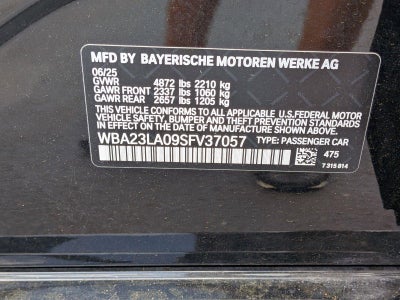 MFD BY BAYERISCHE MOTOREN WERKE AG
06/25
GVWR 4872 lbs 2210 kg
GAWR FRONT 2337 lbs 1060 kg
GAWR REAR 2657 lbs 1205 kg
THIS VEHICLE CONFORMS TO ALL APPLICABLE U.S.FEDERAL MOTOR
VEHICLE SAFETY, BUMPER, AND THEFT PREVENTION STANDARDS
IN EFFECT ON THE DATE OF MANUFACTURE SHOWN ABOVE.
WBA23LA09SFV37057 TYPE: PASSENGER CAR
475
7 315 814